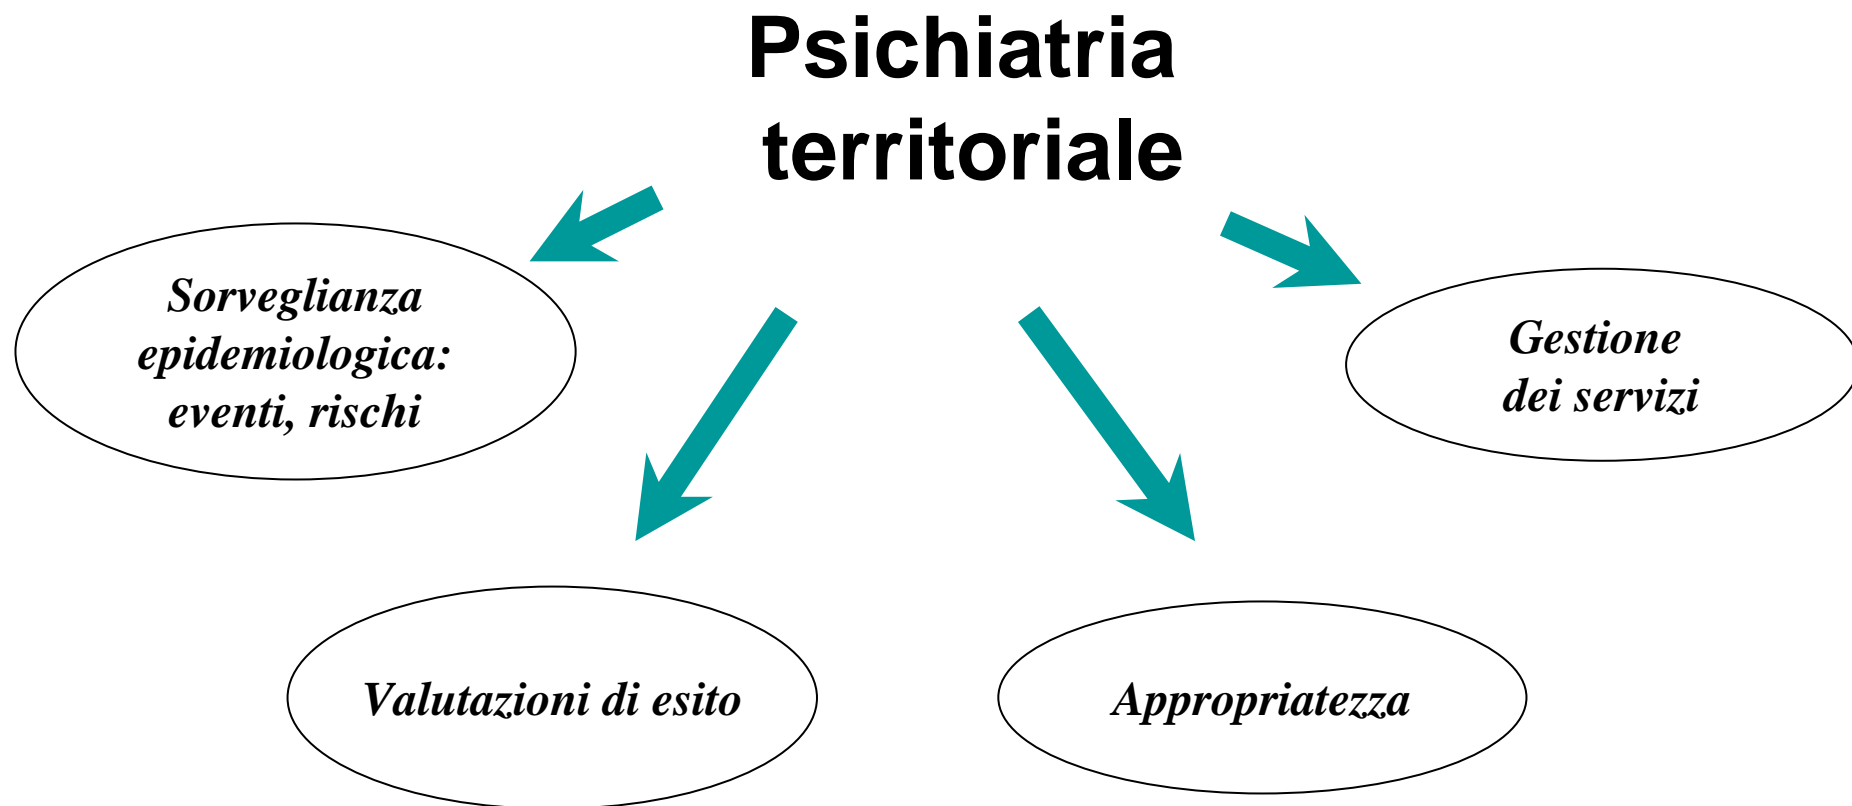 Psichiatria
territoriale
Sorveglianza
epidemiologica:
eventi, rischi
Gestione
dei servizi
Valutazioni di esito
Appropriatezza